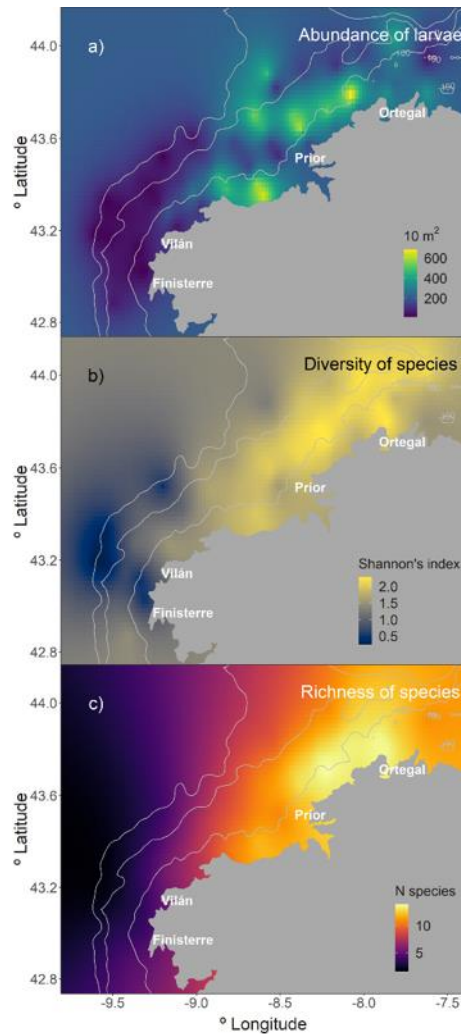 a) Abundance of larvae
44.0
43.6
43.2
42.8
º Latitude
Ortegal
Prior
Vilán
Finisterre
10 m²
600
400
200
b) Diversity of species
44.0
43.6
43.2
42.8
º Latitude
Ortegal
Prior
Vilán
Finisterre
Shannon's index
2.0
1.5
1.0
0.5
c) Richness of species
44.0
43.6
43.2
42.8
º Latitude
Ortegal
Prior
Vilán
Finisterre
N species
10
5
-9.5 -9.0 -8.5 -8.0 -7.5
º Longitude